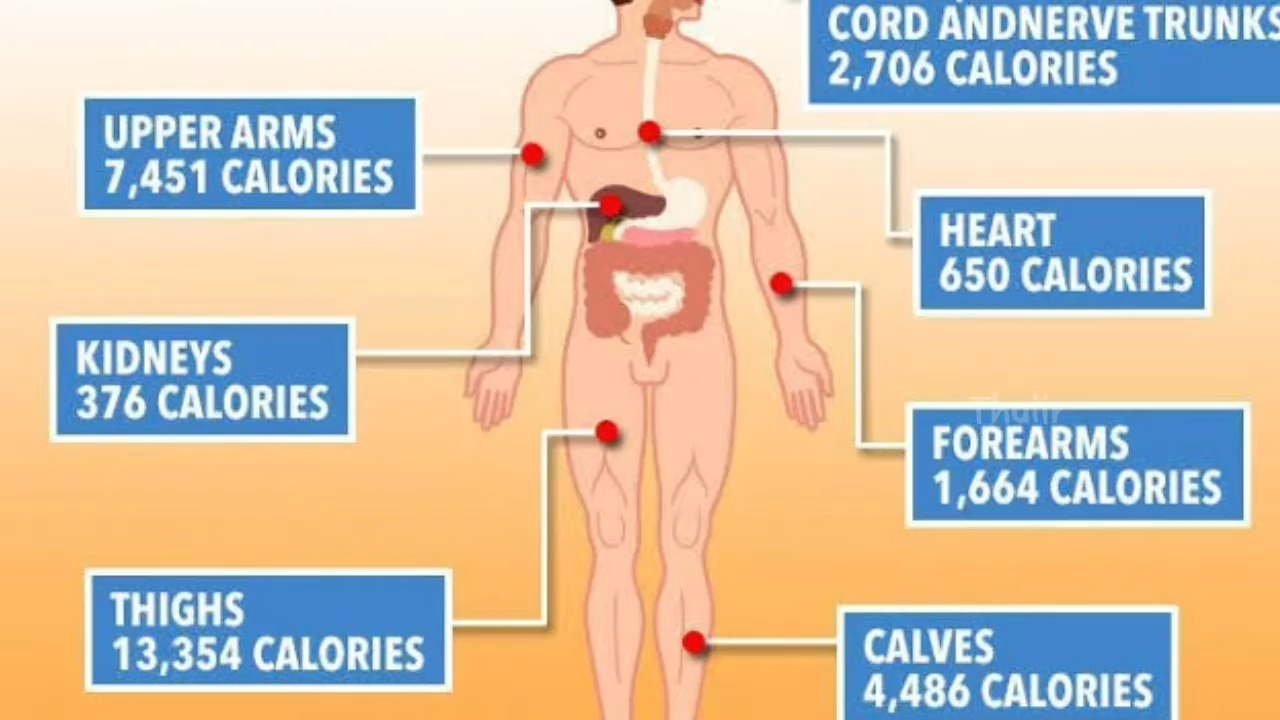 CORD ANDNERVE TRUNKS
2,706 CALORIES
UPPER ARMS
7,451 CALORIES
HEART
650 CALORIES
KIDNEYS
376 CALORIES
FOREARMS
1,664 CALORIES
THIGHS
13,354 CALORIES
CALVES
4,486 CALORIES